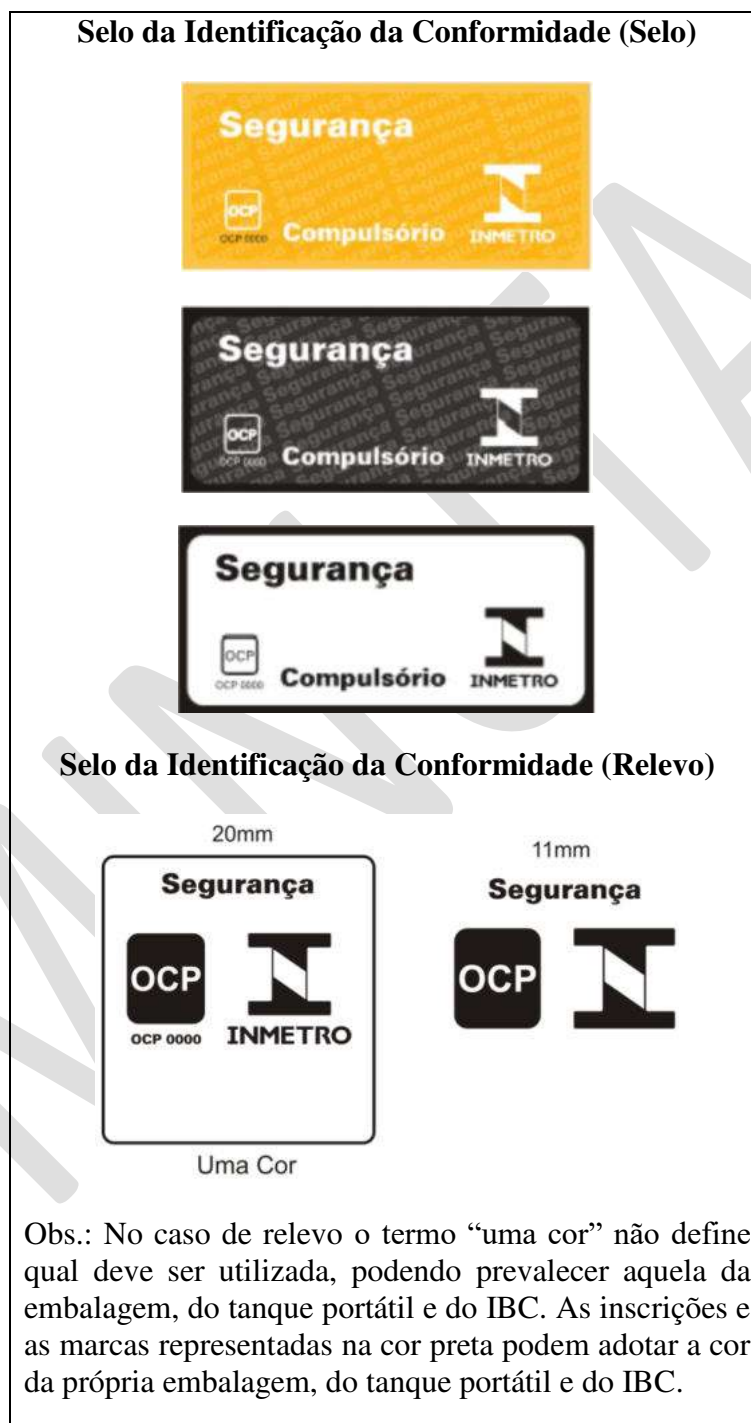 Selo da Identificação da Conformidade (Selo)
Segurança
OCP
OCP 0000
Compulsório
INMETRO
Segurança
OCP
OCP 0000
Compulsório
INMETRO
Segurança
OCP
OCP 0000
Compulsório
INMETRO
Selo da Identificação da Conformidade (Relevo)
20mm
Segurança
OCP
OCP 0000
INMETRO
Uma Cor
11mm
Segurança
OCP
Obs.: No caso de relevo o termo “uma cor” não define
qual deve ser utilizada, podendo prevalecer aquela da
embalagem, do tanque portátil e do IBC. As inscrições e
as marcas representadas na cor preta podem adotar a cor
da própria embalagem, do tanque portátil e do IBC.